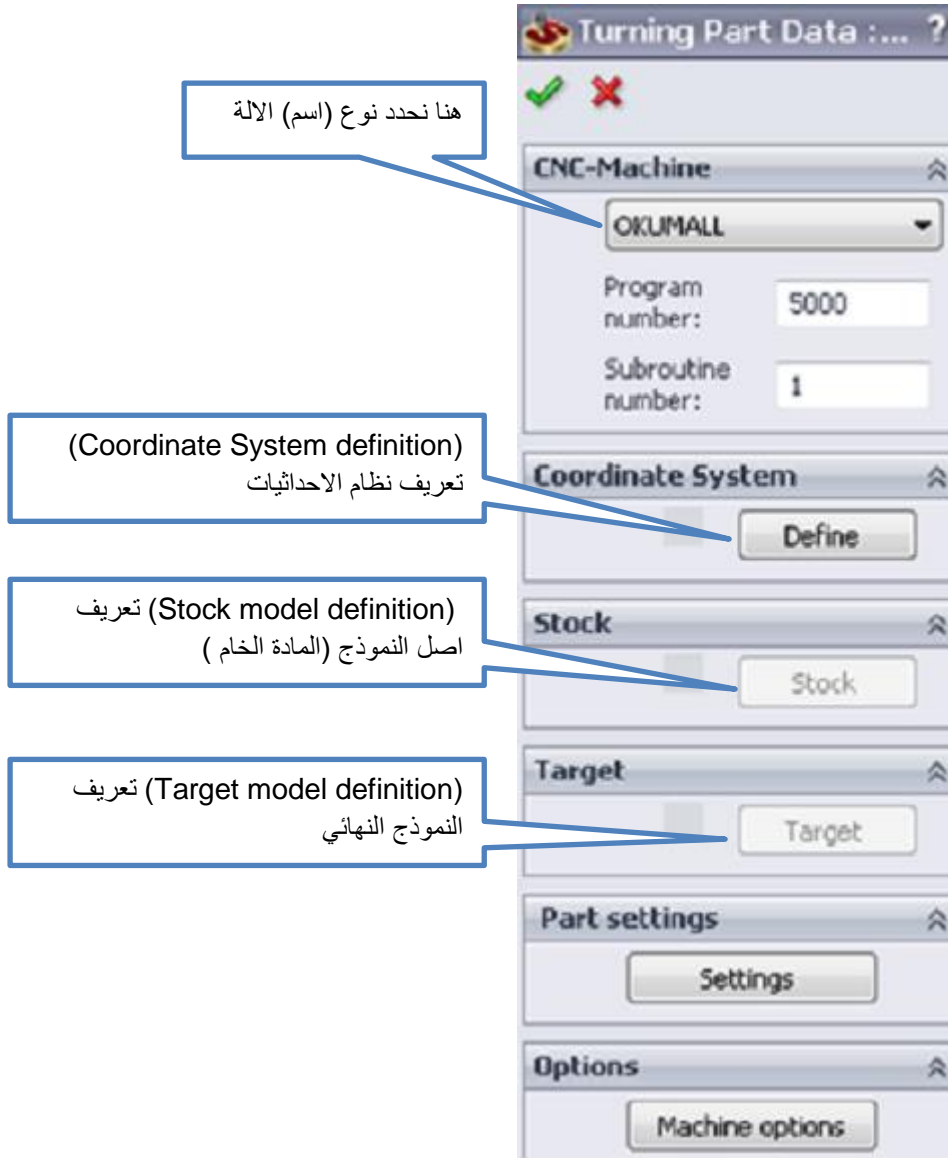 Turning Part Data :... ?
هنا نحدد نوع (اسم) الالة
CNC-Machine
OKUMALL
Program
number:
5000
Subroutine
number:
1
(Coordinate System definition)
تعريف نظام الاحداثيات
Coordinate System
Define
(Stock model definition) تعريف
اصل النموذج (المادة الخام )
Stock
Stock
(Target model definition) تعريف
النموذج النهائي
Target
Target
Part settings
Settings
Options
Machine options